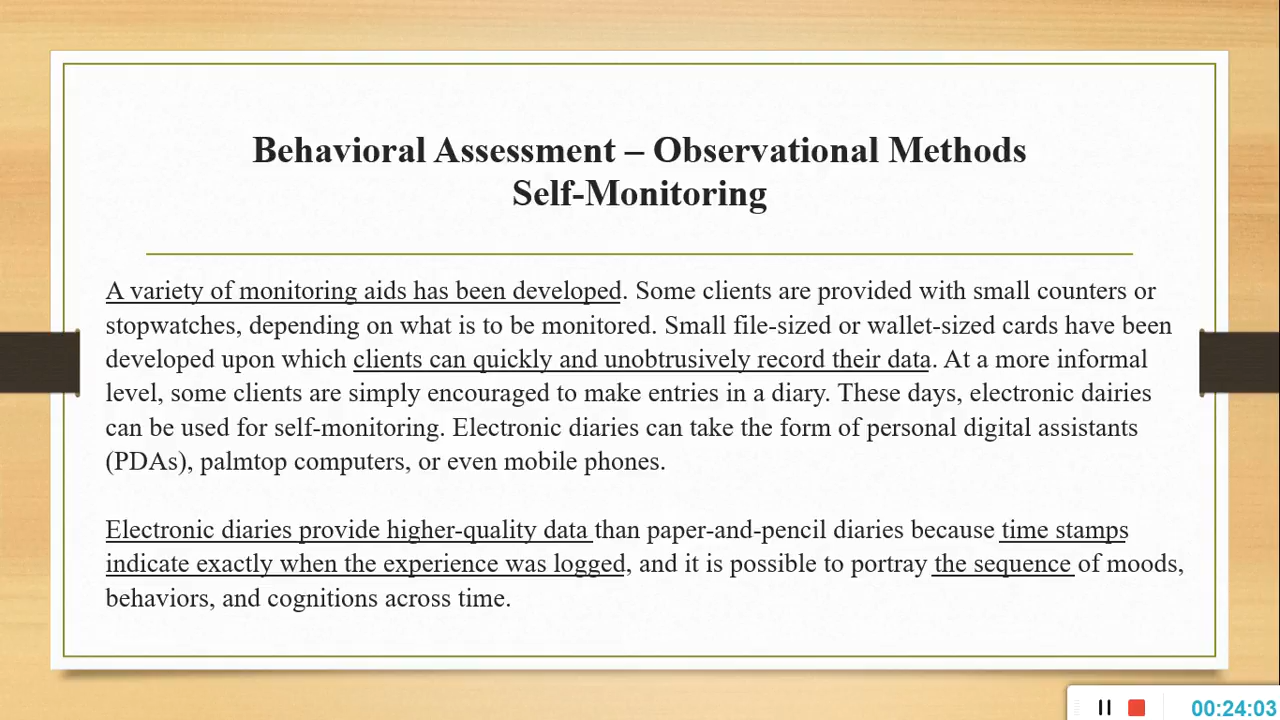 Behavioral Assessment – Observational Methods
Self-Monitoring
A variety of monitoring aids has been developed. Some clients are provided with small counters or
stopwatches, depending on what is to be monitored. Small file-sized or wallet-sized cards have been
developed upon which clients can quickly and unobtrusively record their data. At a more informal
level, some clients are simply encouraged to make entries in a diary. These days, electronic dairies
can be used for self-monitoring. Electronic diaries can take the form of personal digital assistants
(PDAs), palmtop computers, or even mobile phones.
Electronic diaries provide higher-quality data than paper-and-pencil diaries because time stamps
indicate exactly when the experience was logged, and it is possible to portray the sequence of moods,
behaviors, and cognitions across time.
00:24:03